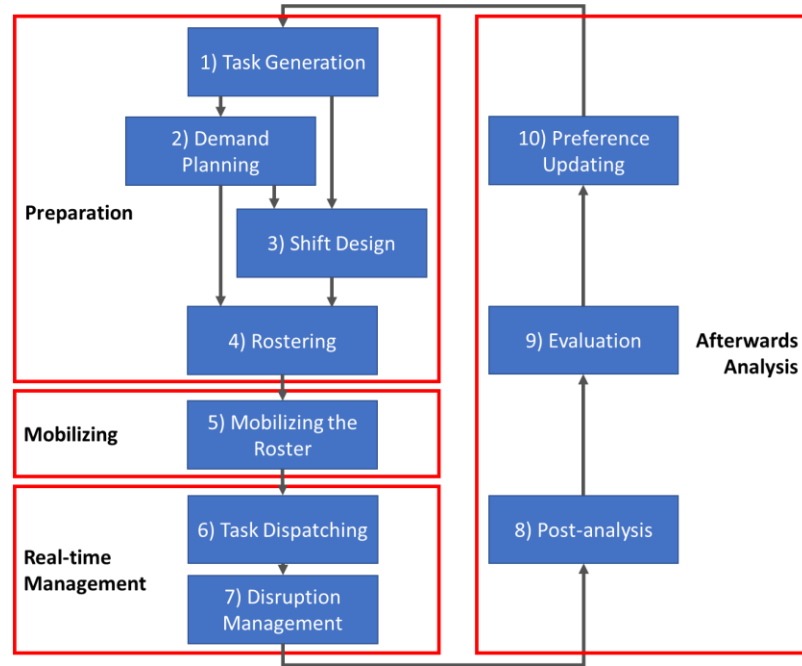 1) Task Generation
2) Demand
Planning
Preparation
3) Shift Design
4) Rostering
Mobilizing
5) Mobilizing the
Roster
6) Task Dispatching
Real-time
Management
7) Disruption
Management
8) Post-analysis
9) Evaluation
Afterwards
Analysis
10) Preference
Updating